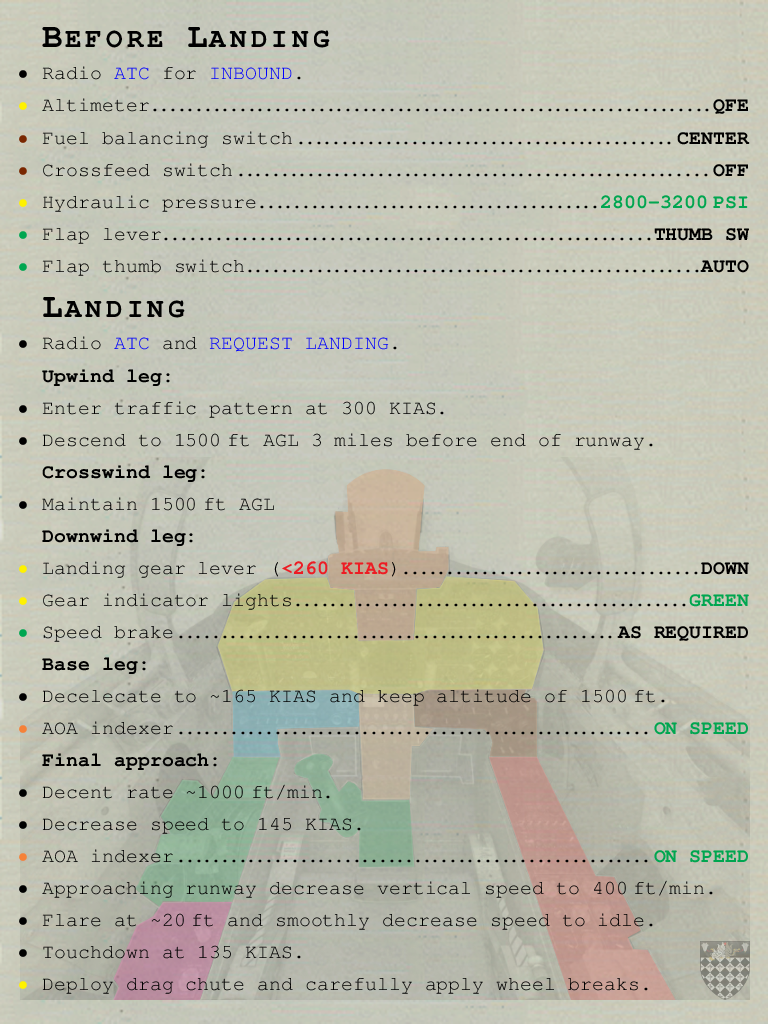 BEFORE LANDING
• Radio ATC for INBOUND.
• Altimeter...............................................................QFE
• Fuel balancing switch..........................................CENTER
• Crossfeed switch.....................................................OFF
• Hydraulic pressure......................................2800-3200 PSI
• Flap lever.......................................................THUMB SW
• Flap thumb switch...................................................AUTO
LANDING
• Radio ATC and REQUEST LANDING.
Upwind leg:
• Enter traffic pattern at 300 KIAS.
• Descend to 1500 ft AGL 3 miles before end of runway.
Crosswind leg:
• Maintain 1500 ft AGL
Downwind leg:
• Landing gear lever (<260 KIAS).................................DOWN
• Gear indicator lights............................................GREEN
• Speed brake.................................................AS REQUIRED
Base leg:
• Decelecate to ~165 KIAS and keep altitude of 1500 ft.
• AOA indexer.....................................................ON SPEED
Final approach:
• Decent rate ~1000 ft/min.
• Decrease speed to 145 KIAS.
• AOA indexer.....................................................ON SPEED
• Approaching runway decrease vertical speed to 400 ft/min.
• Flare at ~20 ft and smoothly decrease speed to idle.
• Touchdown at 135 KIAS.
• Deploy drag chute and carefully apply wheel breaks.